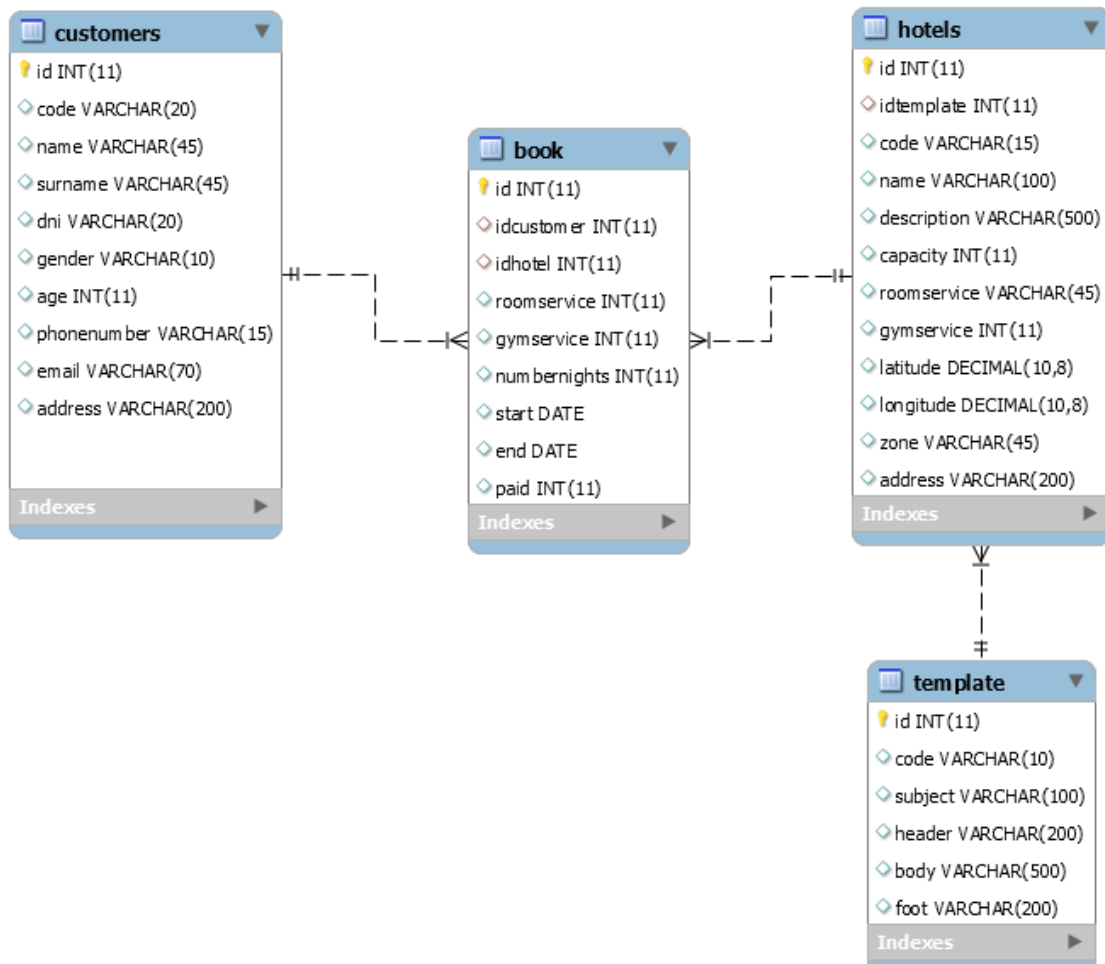 customers
id INT(11)
code VARCHAR(20)
name VARCHAR(45)
surname VARCHAR(45)
dni VARCHAR(20)
gender VARCHAR(10)
age INT(11)
phonenumber VARCHAR(15)
email VARCHAR(70)
address VARCHAR(200)
Indexes
book
id INT(11)
idcustomer INT(11)
idhotel INT(11)
roomservice INT(11)
gymservice INT(11)
numbernights INT(11)
start DATE
end DATE
paid INT(11)
Indexes
hotels
id INT(11)
idtemplate INT(11)
code VARCHAR(15)
name VARCHAR(100)
description VARCHAR(500)
capacity INT(11)
roomservice VARCHAR(45)
gymservice INT(11)
latitude DECIMAL(10,8)
longitude DECIMAL(10,8)
zone VARCHAR(45)
address VARCHAR(200)
Indexes
template
id INT(11)
code VARCHAR(10)
subject VARCHAR(100)
header VARCHAR(200)
body VARCHAR(500)
foot VARCHAR(200)
Indexes